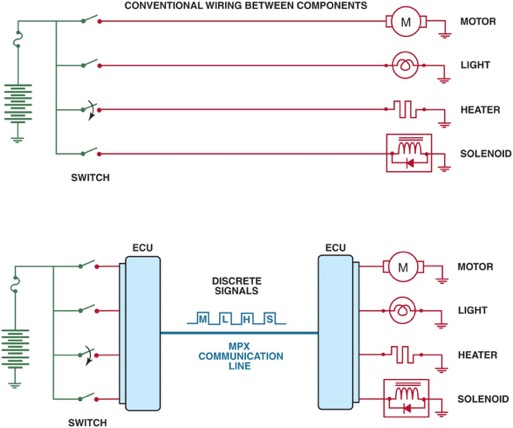 CONVENTIONAL WIRING BETWEEN COMPONENTS
M
MOTOR
LIGHT
HEATER
SOLENOID
SWITCH
ECU
ECU
DISCRETE
SIGNALS
M L H S
MPX
COMMUNICATION
LINE
M
MOTOR
LIGHT
HEATER
SOLENOID
SWITCH